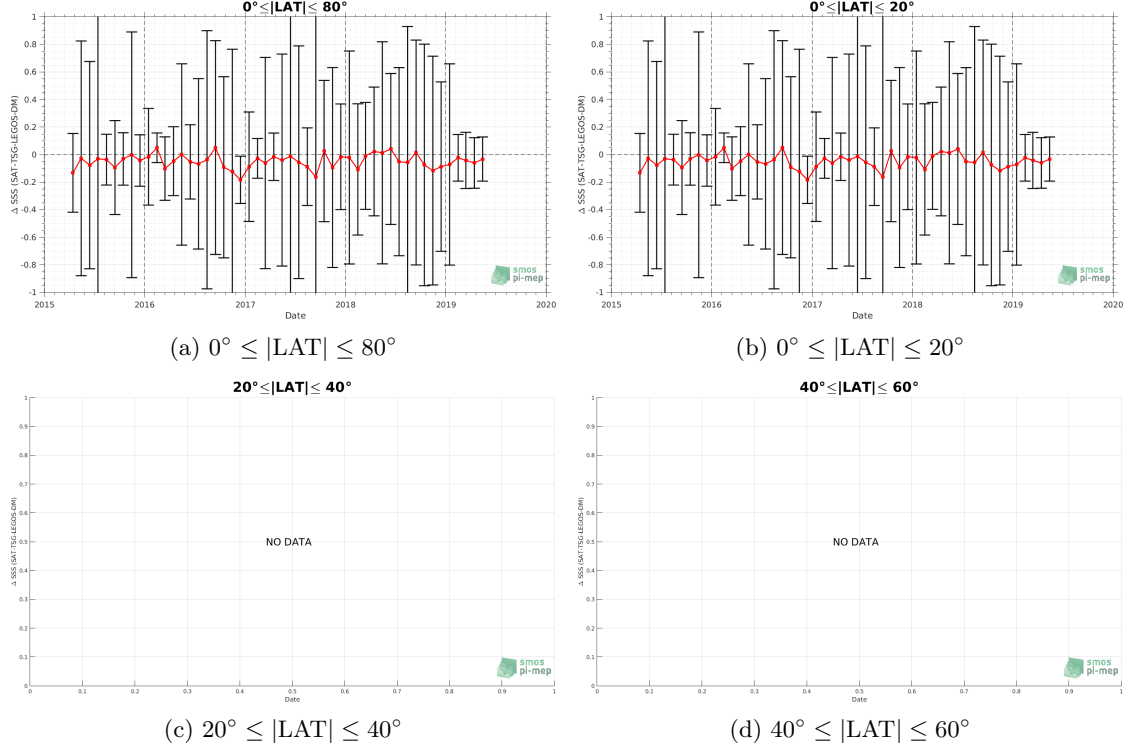 0°≤|LAT|≤ 80°
Δ SSS (SAT-TSG-LEGOS-DM)
1
0.8
0.6
0.4
0.2
0
-0.2
-0.4
-0.6
-0.8
-1
2015 2016 2017 2018 2019 2020
Date
smos
pi-mep
(a) 0° ≤ |LAT| ≤ 80°
0°≤|LAT|≤ 20°
Δ SSS (SAT-TSG-LEGOS-DM)
1
0.8
0.6
0.4
0.2
0
-0.2
-0.4
-0.6
-0.8
-1
2015 2016 2017 2018 2019 2020
Date
smos
pi-mep
(b) 0° ≤ |LAT| ≤ 20°
20°≤|LAT|≤ 40°
Δ SSS (SAT-TSG-LEGOS-DM)
1
0.9
0.8
0.7
0.6
0.5
0.4
0.3
0.2
0.1
0
NO DATA
0 0.1 0.2 0.3 0.4 0.5 0.6 0.7 0.8 0.9 1
Date
smos
pi-mep
(c) 20° ≤ |LAT| ≤ 40°
40°≤|LAT|≤ 60°
Δ SSS (SAT-TSG-LEGOS-DM)
1
0.9
0.8
0.7
0.6
0.5
0.4
0.3
0.2
0.1
0
NO DATA
0 0.1 0.2 0.3 0.4 0.5 0.6 0.7 0.8 0.9 1
Date
smos
pi-mep
(d) 40° ≤ |LAT| ≤ 60°